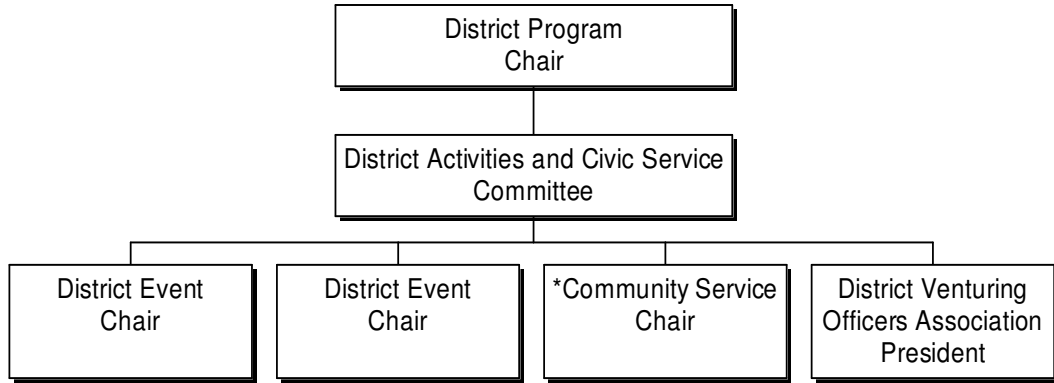 District Program
Chair
District Activities and Civic Service
Committee
District Event
Chair
District Event
Chair
*Community Service
Chair
District Venturing
Officers Association
President